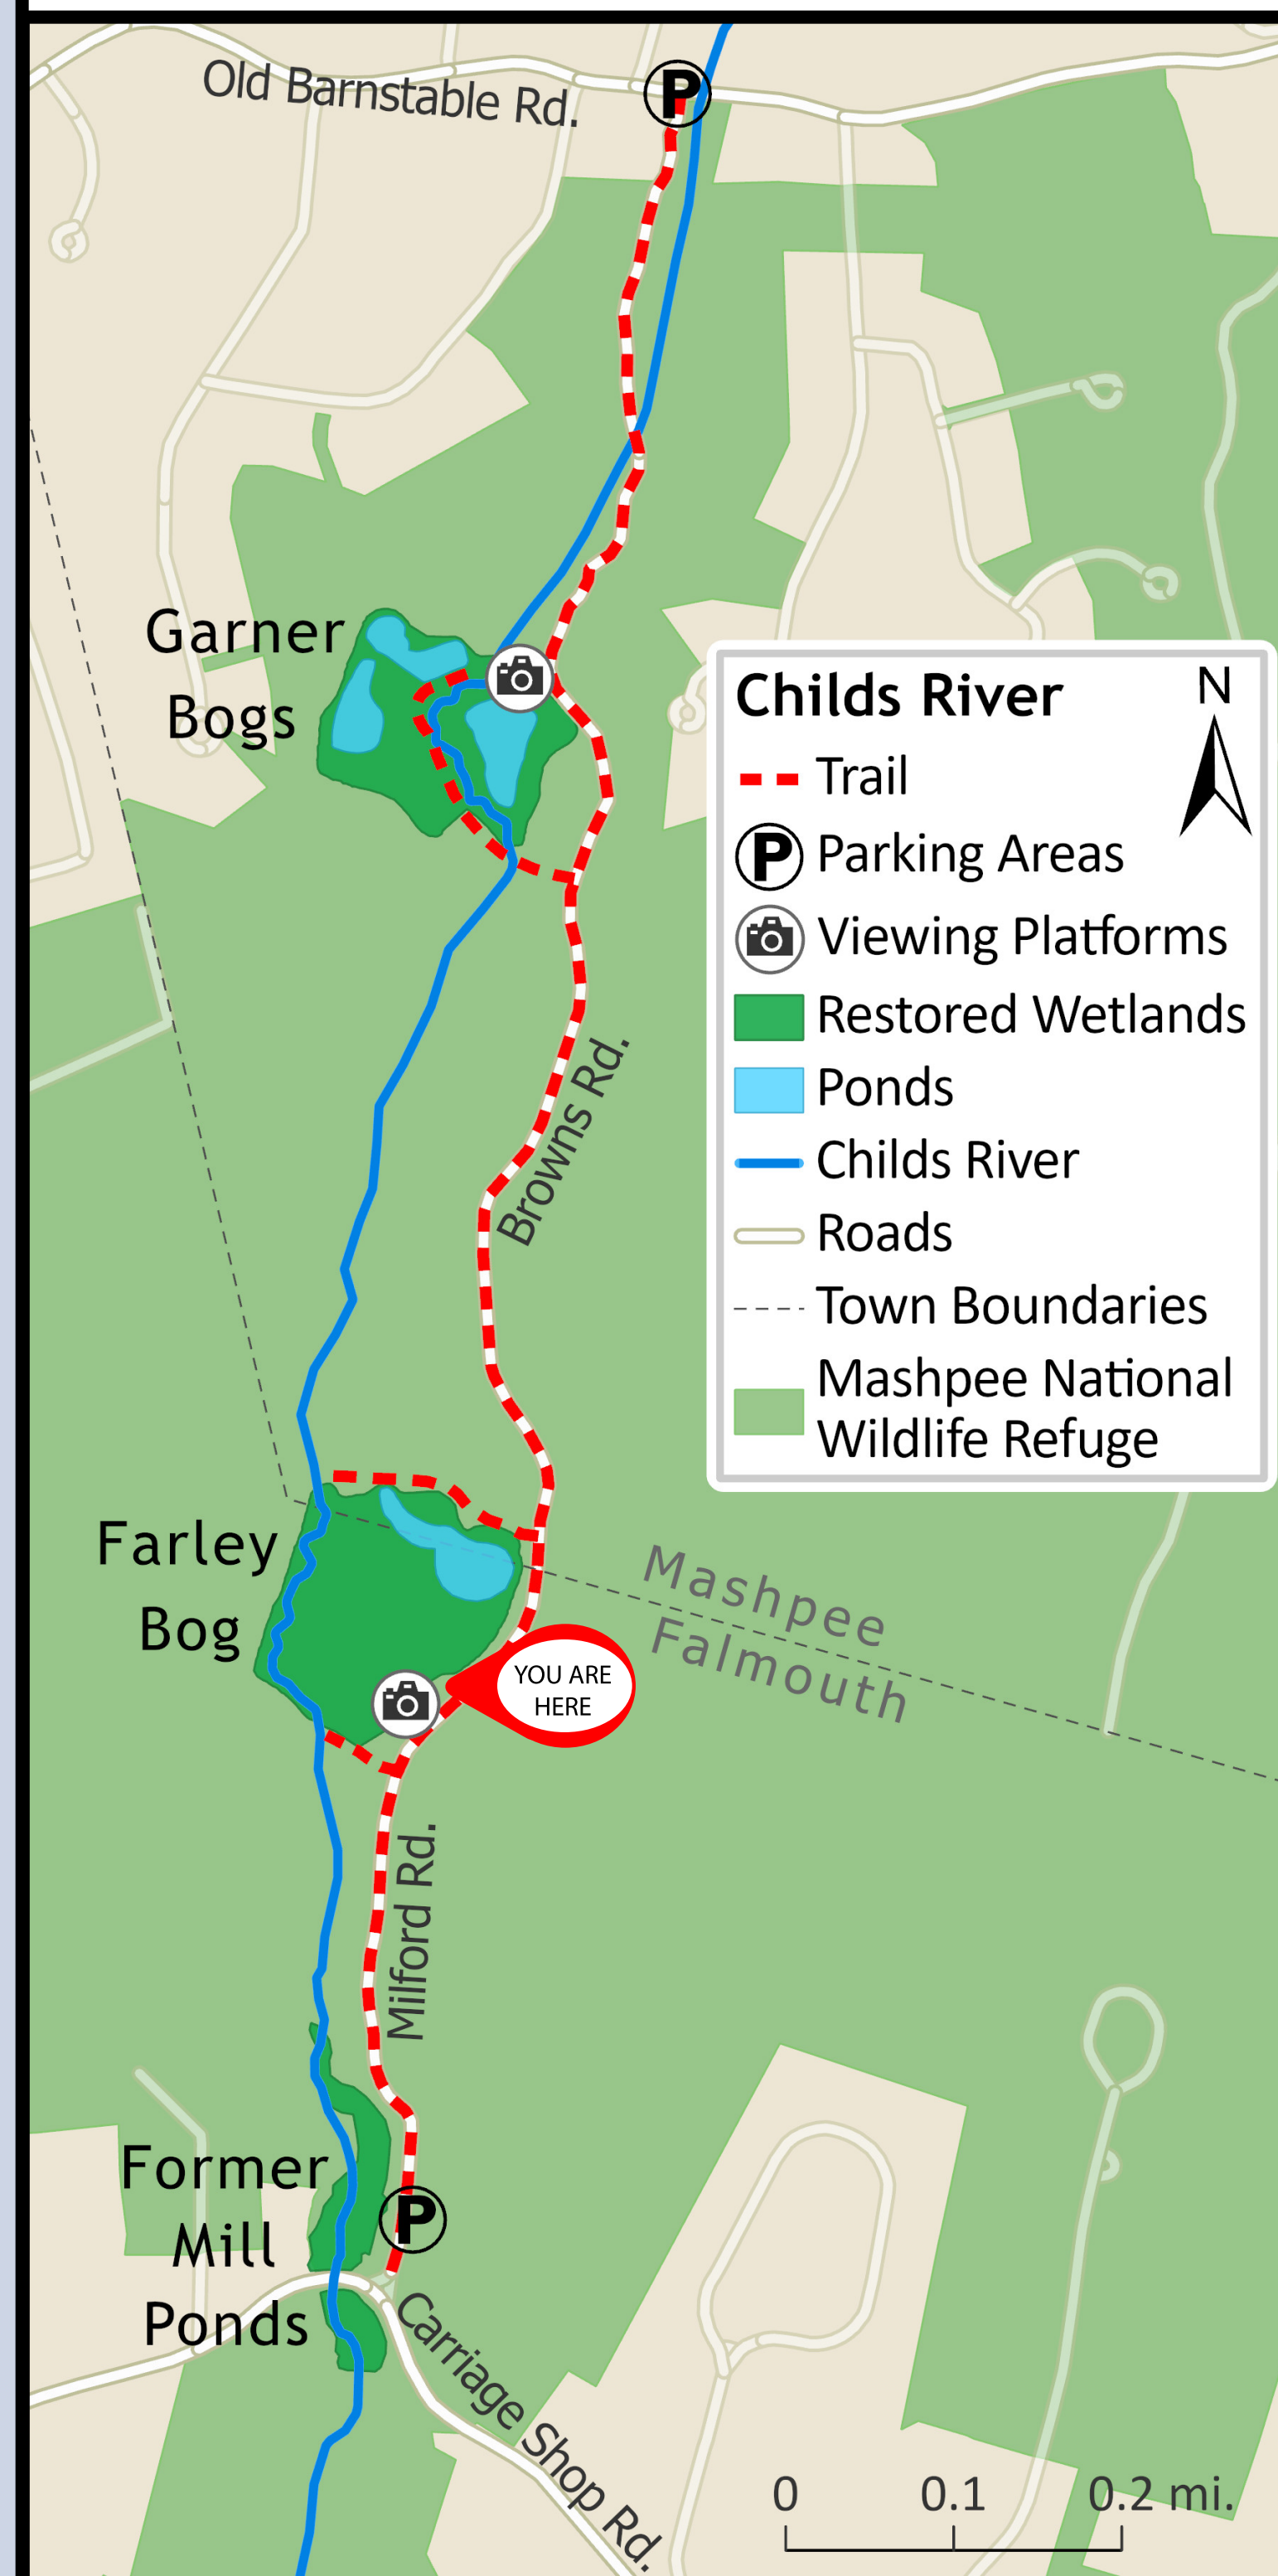 Old Barnstable Rd.
P
Garner
Bogs
Childs River
N
Trail
P Parking Areas
Viewing Platforms
Restored Wetlands
Ponds
Childs River
Roads
Town Boundaries
Mashpee National
Wildlife Refuge
Browns Rd.
Farley
Bog
Mashpee
Falmouth
YOU ARE
HERE
Milford Rd.
Former
Mill
Ponds
P
Carriage Shop Rd.
0 0.1 0.2 mi.